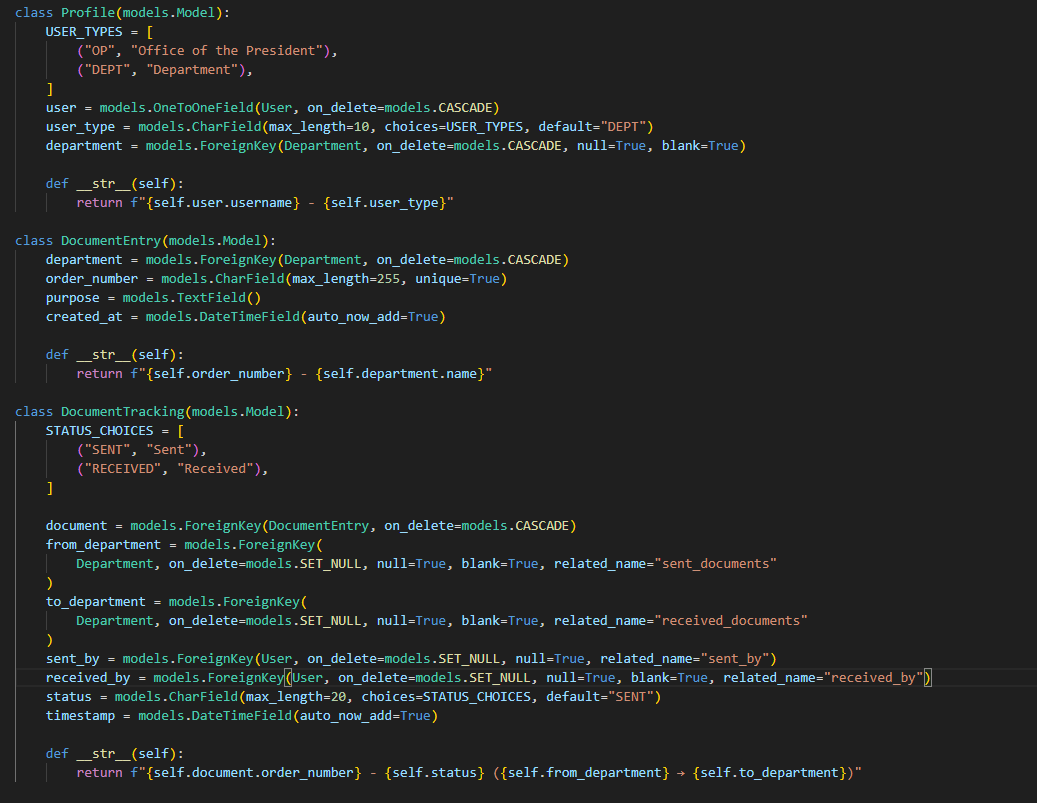 class Profile(models.Model):
    USER_TYPES = [
        ("OP", "Office of the President"),
        ("DEPT", "Department"),
    ]
    user = models.OneToOneField(User, on_delete=models.CASCADE)
    user_type = models.CharField(max_length=10, choices=USER_TYPES, default="DEPT")
    department = models.ForeignKey(Department, on_delete=models.CASCADE, null=True, blank=True)

    def __str__(self):
        return f"{self.user.username} - {self.user_type}"

class DocumentEntry(models.Model):
    department = models.ForeignKey(Department, on_delete=models.CASCADE)
    order_number = models.CharField(max_length=255, unique=True)
    purpose = models.TextField()
    created_at = models.DateTimeField(auto_now_add=True)

    def __str__(self):
        return f"{self.order_number} - {self.department.name}"

class DocumentTracking(models.Model):
    STATUS_CHOICES = [
        ("SENT", "Sent"),
        ("RECEIVED", "Received"),
    ]

    document = models.ForeignKey(DocumentEntry, on_delete=models.CASCADE)
    from_department = models.ForeignKey(
        Department, on_delete=models.SET_NULL, null=True, blank=True, related_name="sent_documents"
    )
    to_department = models.ForeignKey(
        Department, on_delete=models.SET_NULL, null=True, blank=True, related_name="received_documents"
    )
    sent_by = models.ForeignKey(User, on_delete=models.SET_NULL, null=True, related_name="sent_by")
    received_by = models.ForeignKey(User, on_delete=models.SET_NULL, null=True, blank=True, related_name="received_by")
    status = models.CharField(max_length=20, choices=STATUS_CHOICES, default="SENT")
    timestamp = models.DateTimeField(auto_now_add=True)

    def __str__(self):
        return f"{self.document.order_number} - {self.status} ({self.from_department} → {self.to_department})"